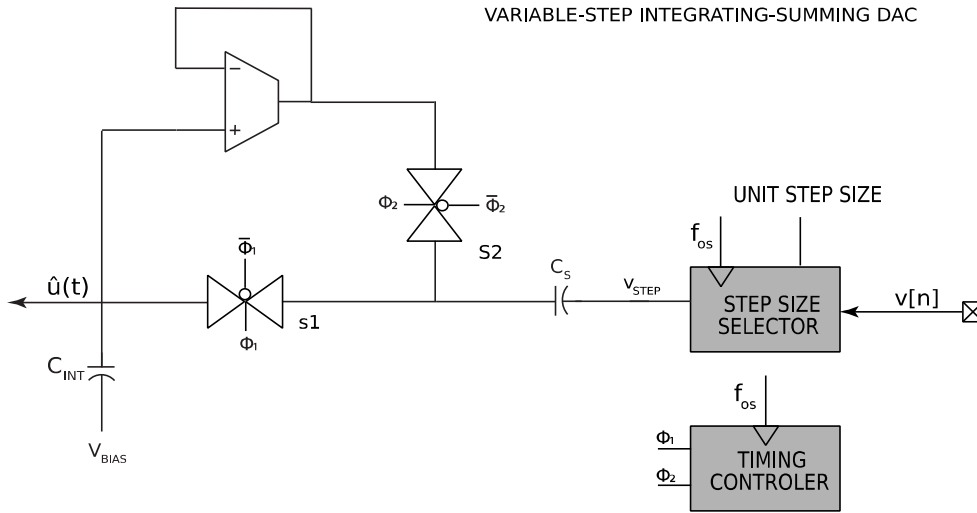 VARIABLE-STEP INTEGRATING-SUMMING DAC
−
+
Φ₂
Φ̅₂
S2
UNIT STEP SIZE
f_os
Φ̅₁
û(t)
s1
Φ₁
C_S
V_STEP
STEP SIZE
SELECTOR
v[n]
C_INT
V_BIAS
f_os
Φ₁
Φ₂
TIMING
CONTROLER